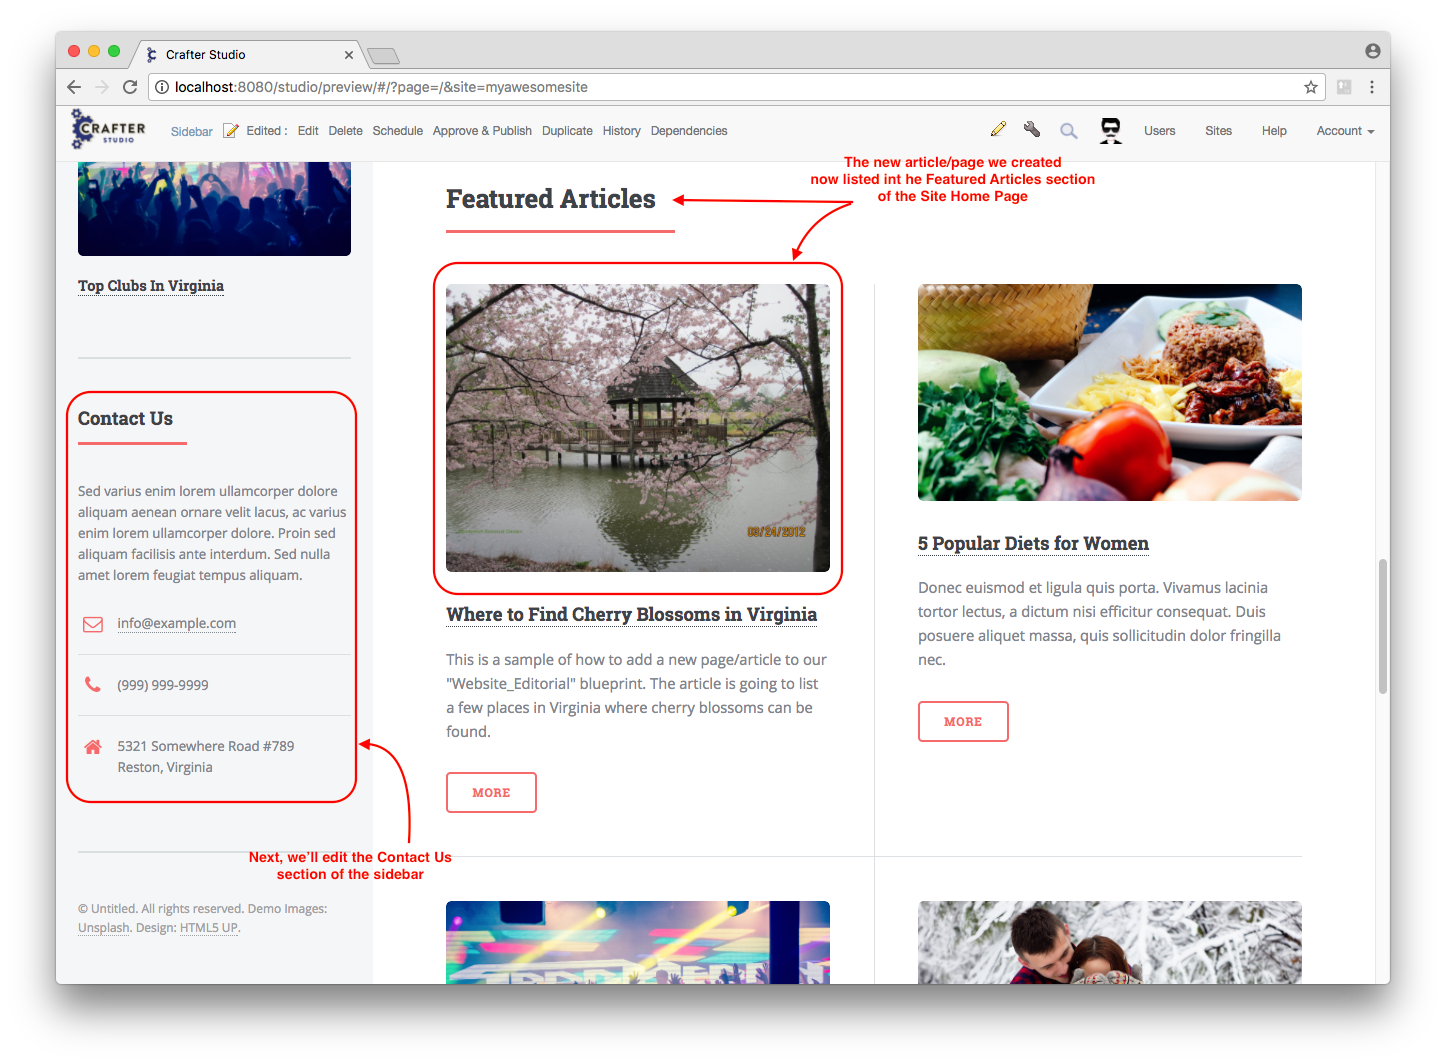 Crafter Studio
localhost:8080/studio/preview/#/?page=/&site=myawesomesite
CRAFTER
STUDIO
Sidebar Edited : Edit Delete Schedule Approve & Publish Duplicate History Dependencies Users Sites Help Account
The new article/page we created
now listed int he Featured Articles section
of the Site Home Page
Top Clubs In Virginia
Contact Us
Sed varius enim lorem ullamcorper dolore
aliquam aenean ornare velit lacus, ac varius
enim lorem ullamcorper dolore. Proin sed
aliquam facilisis ante interdum. Sed nulla
amet lorem feugiat tempus aliquam.
info@example.com
(999) 999-9999
5321 Somewhere Road #789
Reston, Virginia
Next, we'll edit the Contact Us
section of the sidebar
© Untitled. All rights reserved. Demo Images:
Unsplash. Design: HTML5 UP.
Featured Articles
03/24/2012
Where to Find Cherry Blossoms in Virginia
This is a sample of how to add a new page/article to our
"Website_Editorial" blueprint. The article is going to list
a few places in Virginia where cherry blossoms can be
found.
MORE
5 Popular Diets for Women
Donec euismod et ligula quis porta. Vivamus lacinia
tortor lectus, a dictum nisi efficitur consequat. Duis
posuere aliquet massa, quis sollicitudin dolor fringilla
nec.
MORE